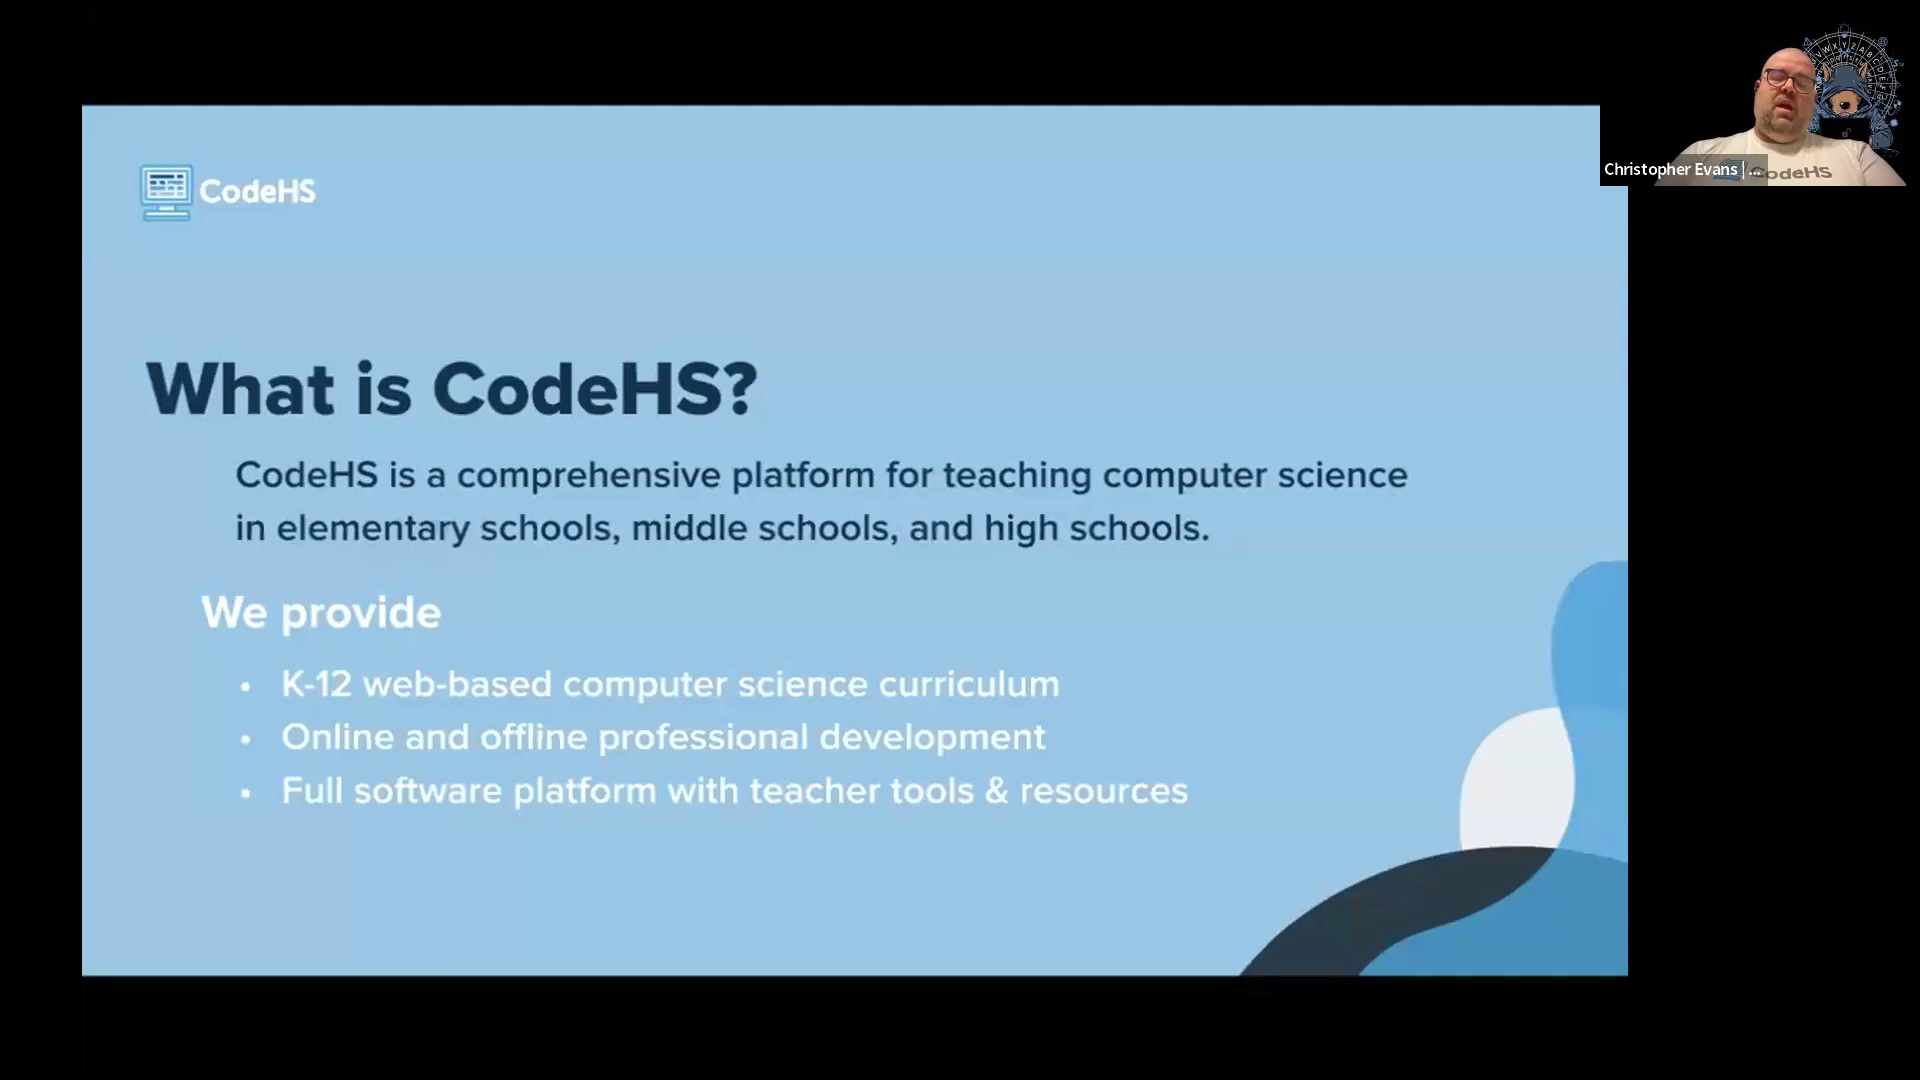 CodeHS
What is CodeHS?
CodeHS is a comprehensive platform for teaching computer science
in elementary schools, middle schools, and high schools.
We provide
• K-12 web-based computer science curriculum
• Online and offline professional development
• Full software platform with teacher tools & resources
Christopher Evans | ...
CodeHS